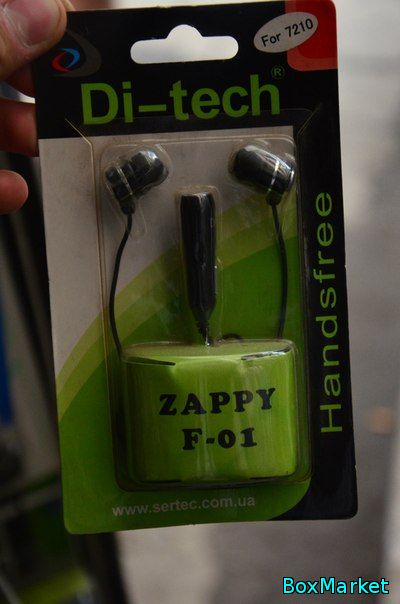 For 7210
Di-tech®
Handsfree
ZAPPY
F-01
www.sertec.com.ua
BoxMarket